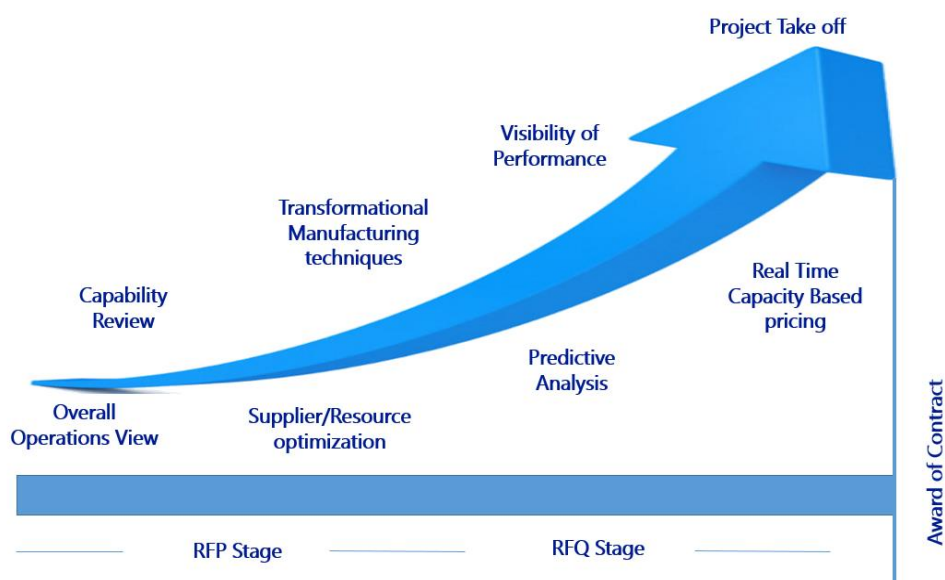 Project Take off
Visibility of
Performance
Transformational
Manufacturing
techniques
Real Time
Capacity Based
pricing
Capability
Review
Predictive
Analysis
Overall
Operations View
Supplier/Resource
optimization
Award of Contract
RFP Stage
RFQ Stage